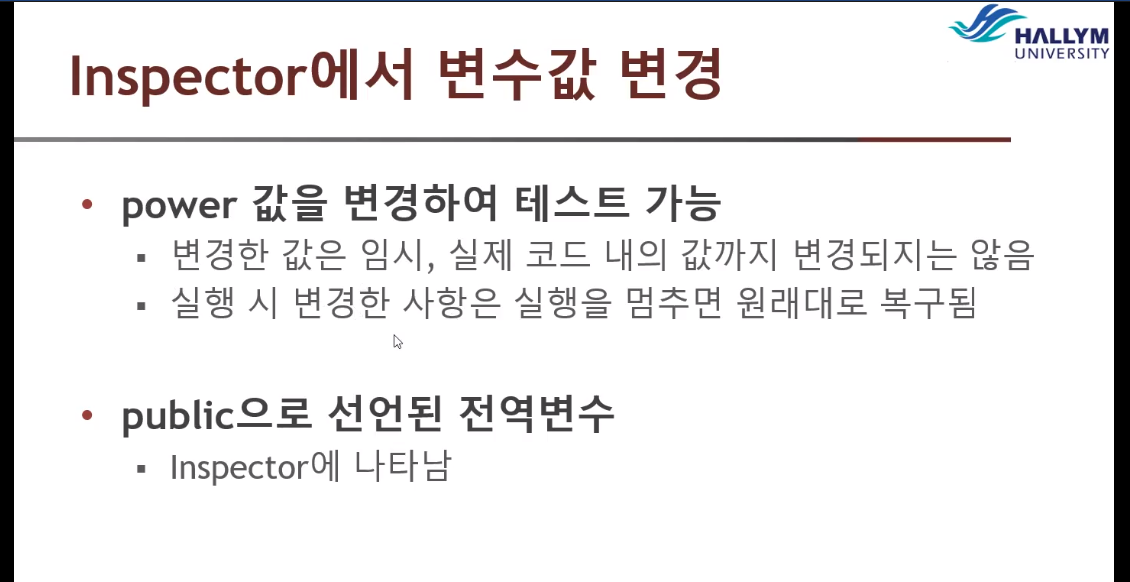 HALLYM
UNIVERSITY
Inspector에서 변수값 변경
• power 값을 변경하여 테스트 가능
▪ 변경한 값은 임시, 실제 코드 내의 값까지 변경되지는 않음
▪ 실행 시 변경한 사항은 실행을 멈추면 원래대로 복구됨
• public으로 선언된 전역변수
▪ Inspector에 나타남